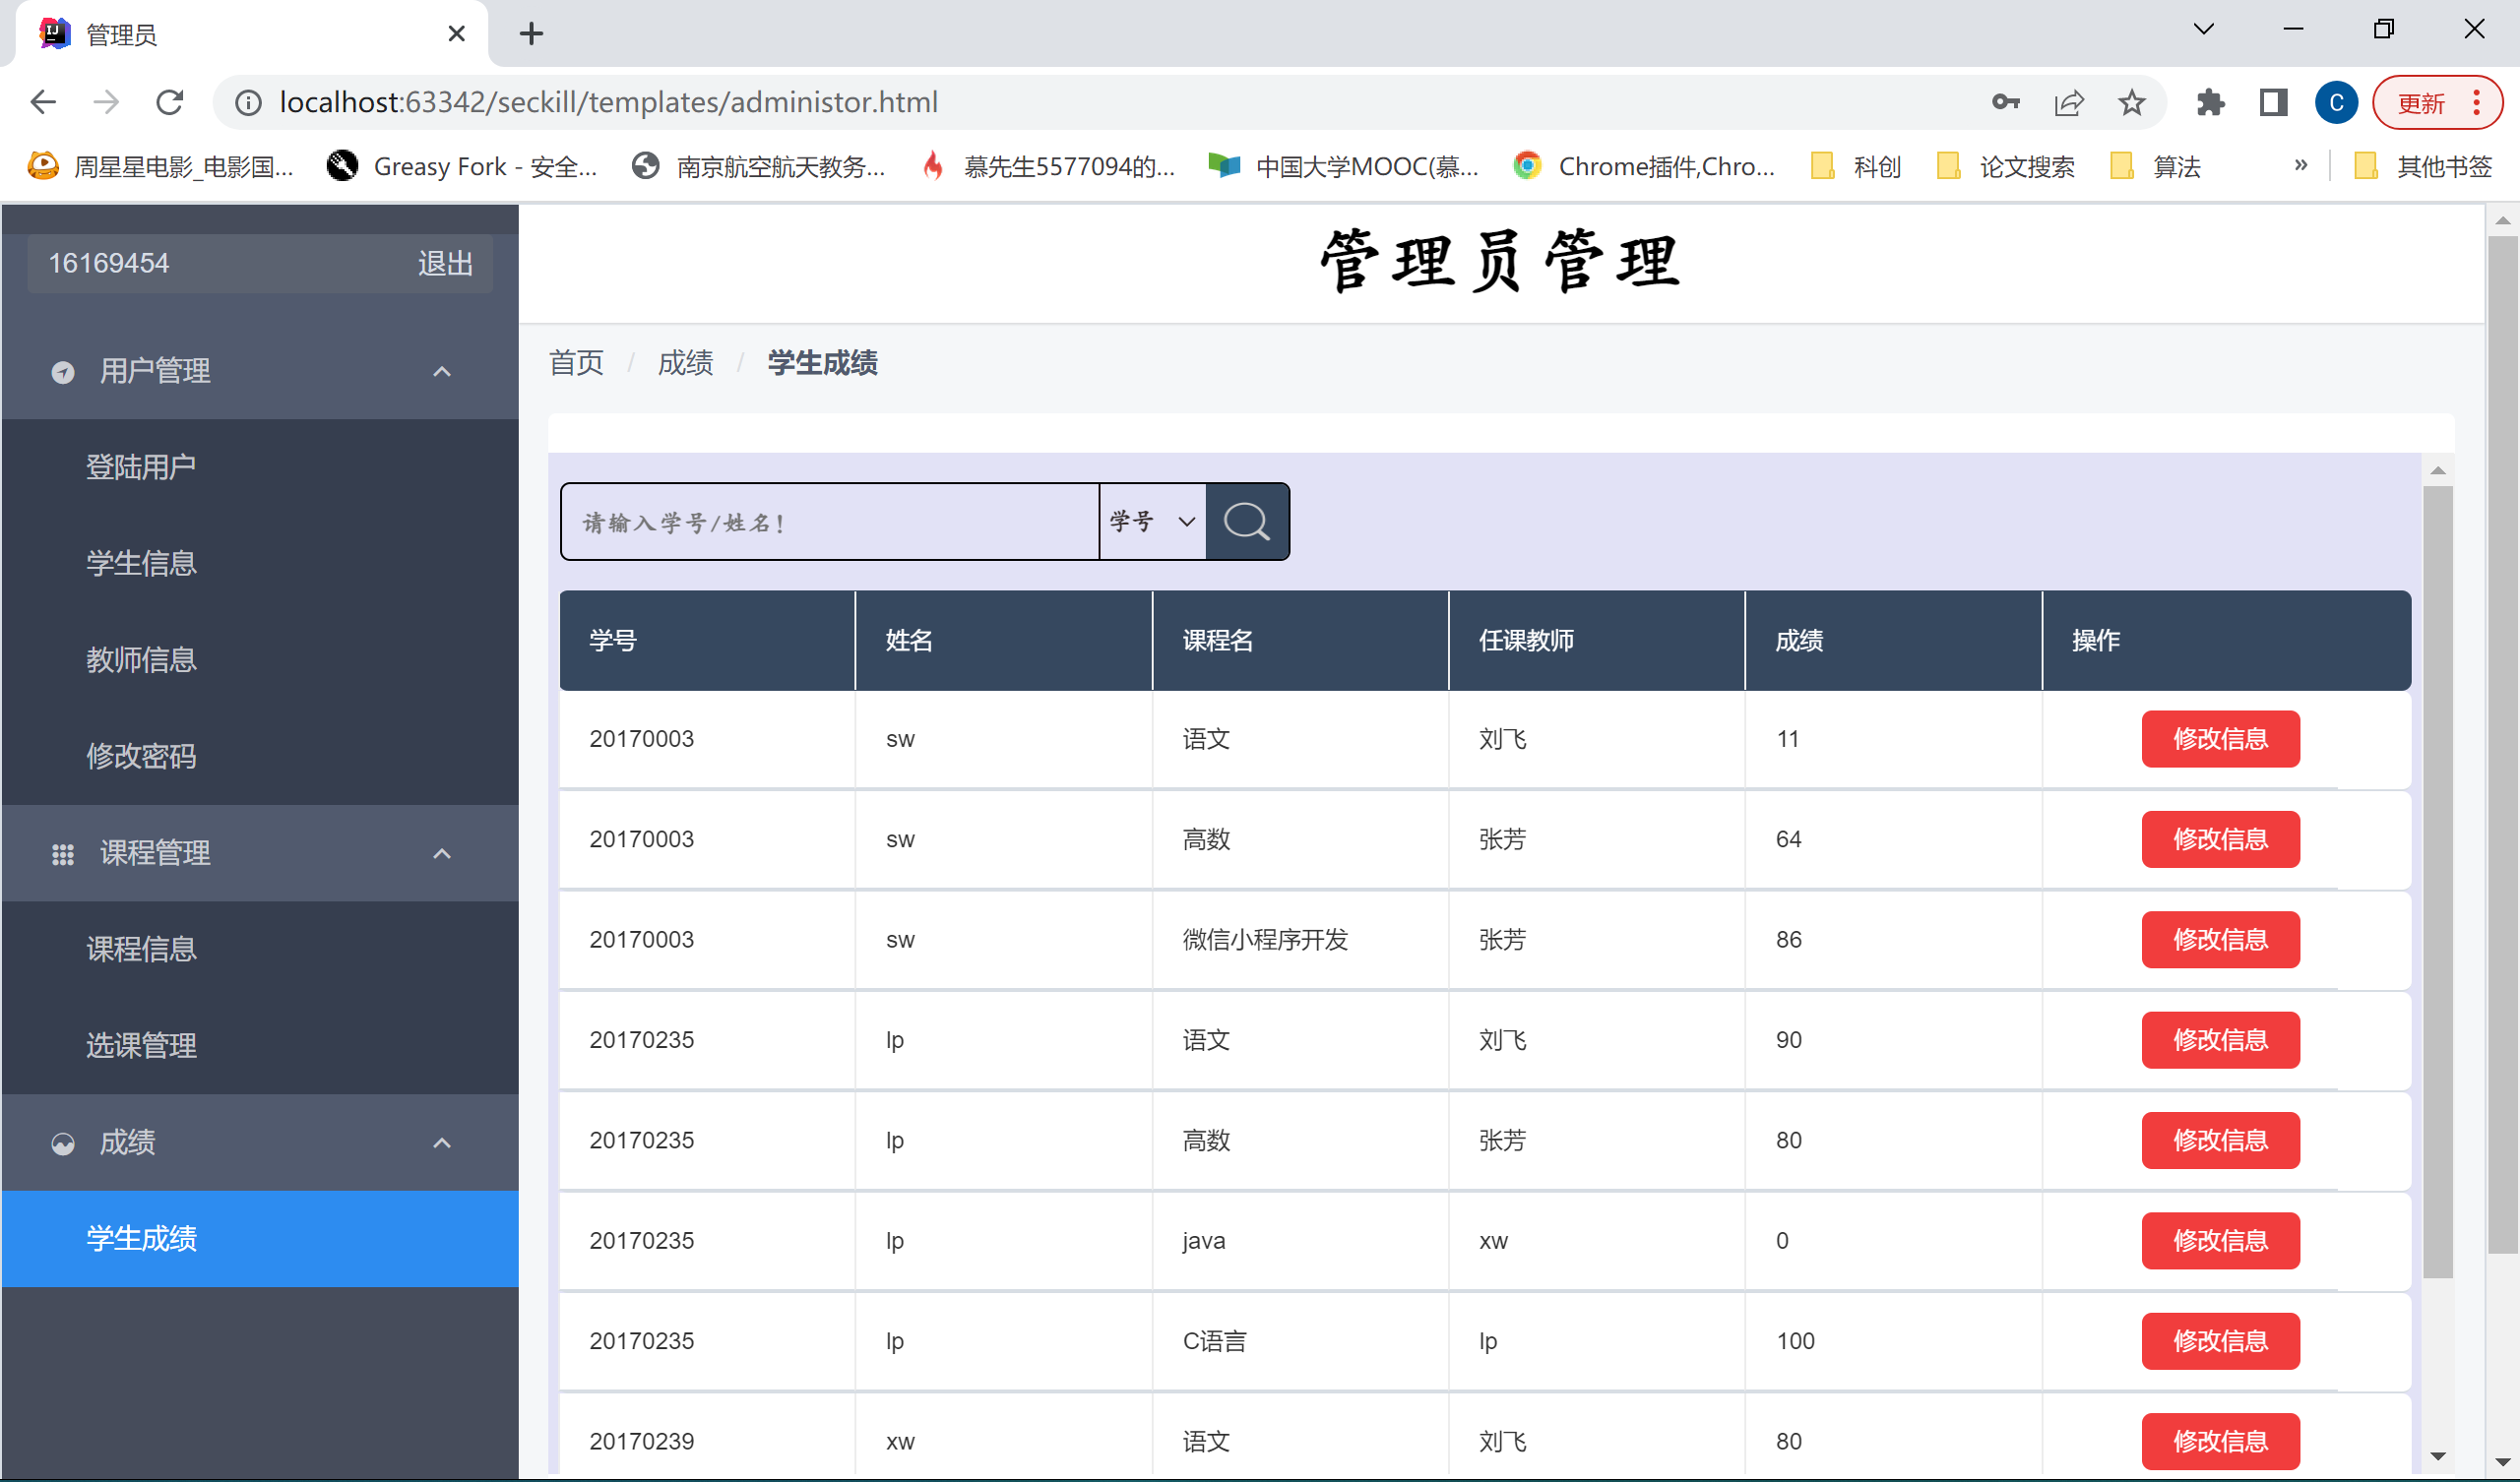 管理员
localhost:63342/seckill/templates/administor.html
更新
C
周星星电影_电影国... Greasy Fork - 安全... 南京航空航天教务... 慕先生5577094的... 中国大学MOOC(慕... Chrome插件,Chro... 科创 论文搜索 算法 » 其他书签
16169454 退出
用户管理
登陆用户
学生信息
教师信息
修改密码
课程管理
课程信息
选课管理
成绩
学生成绩
管理员管理
首页 / 成绩 / 学生成绩
请输入学号/姓名! 学号
学号 姓名 课程名 任课教师 成绩 操作
20170003 sw 语文 刘飞 11 修改信息
20170003 sw 高数 张芳 64 修改信息
20170003 sw 微信小程序开发 张芳 86 修改信息
20170235 lp 语文 刘飞 90 修改信息
20170235 lp 高数 张芳 80 修改信息
20170235 lp java xw 0 修改信息
20170235 lp C语言 lp 100 修改信息
20170239 xw 语文 刘飞 80 修改信息